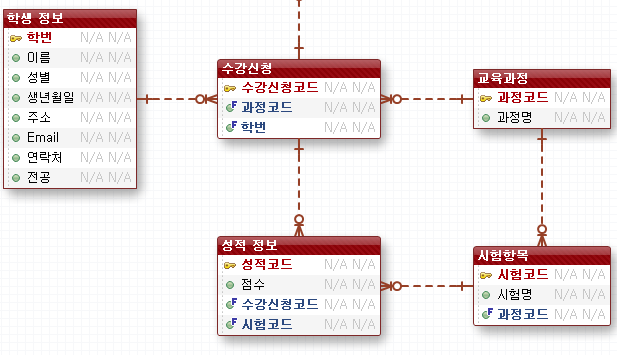 학생 정보
학번 N/A N/A
이름 N/A N/A
성별 N/A N/A
생년월일 N/A N/A
주소 N/A N/A
Email N/A N/A
연락처 N/A N/A
전공 N/A N/A
수강신청
수강신청코드 N/A N/A
과정코드 N/A N/A
학번 N/A N/A
교육과정
과정코드 N/A N/A
과정명 N/A N/A
성적 정보
성적코드 N/A N/A
점수 N/A N/A
수강신청코드 N/A N/A
시험코드 N/A N/A
시험항목
시험코드 N/A N/A
시험명 N/A N/A
과정코드 N/A N/A